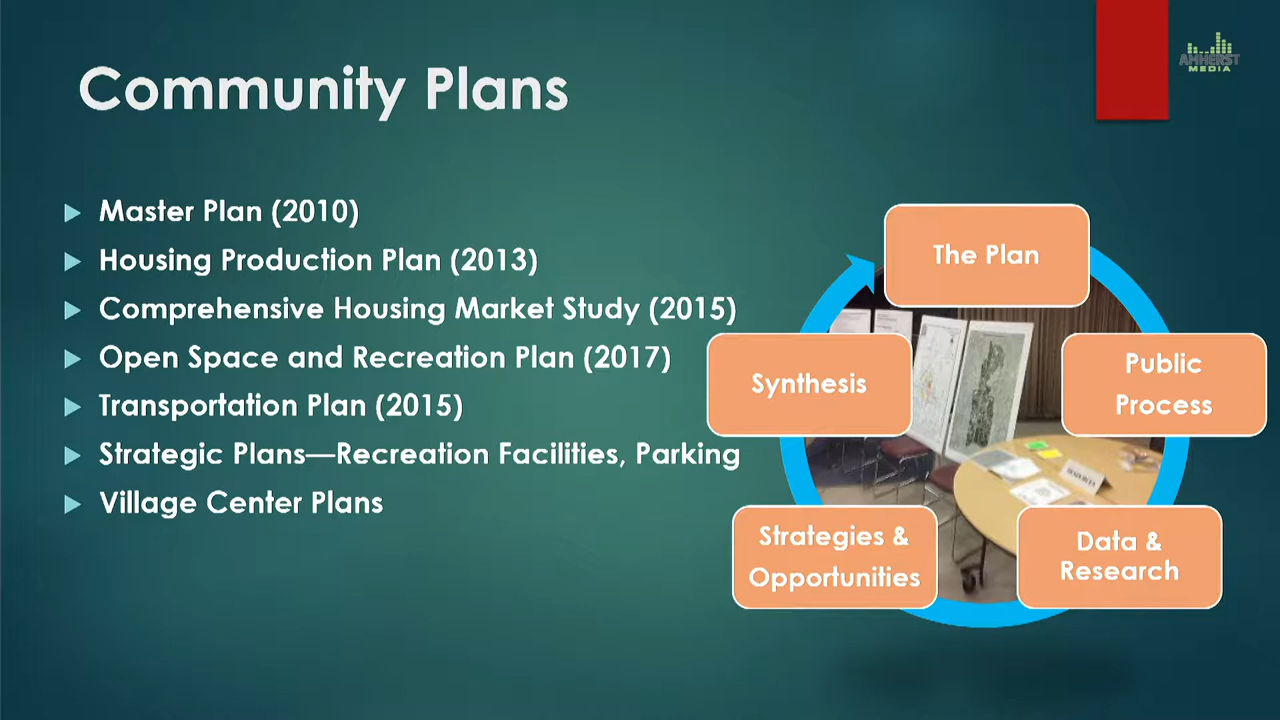 Community Plans
AMHERST
MEDIA
Master Plan (2010)
Housing Production Plan (2013)
Comprehensive Housing Market Study (2015)
Open Space and Recreation Plan (2017)
Transportation Plan (2015)
Strategic Plans—Recreation Facilities, Parking
Village Center Plans
The Plan
Public
Process
Data &
Research
Strategies &
Opportunities
Synthesis